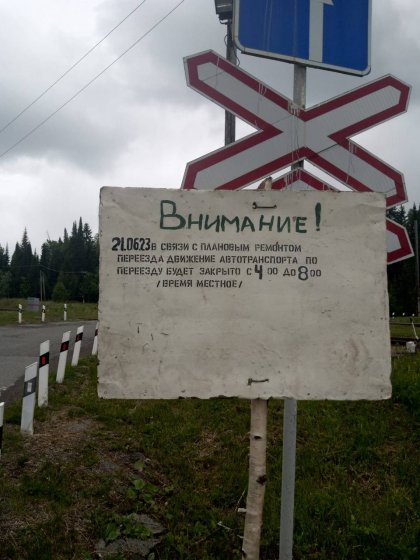 Внимание!
21.06.23 В СВЯЗИ С ПЛАНОВЫМ РЕМОНТОМ
ПЕРЕЕЗДА ДВИЖЕНИЕ АВТОТРАНСПОРТА ПО
ПЕРЕЕЗДУ БУДЕТ ЗАКРЫТО С 4 00 ДО 8 00
/ВРЕМЯ МЕСТНОЕ/